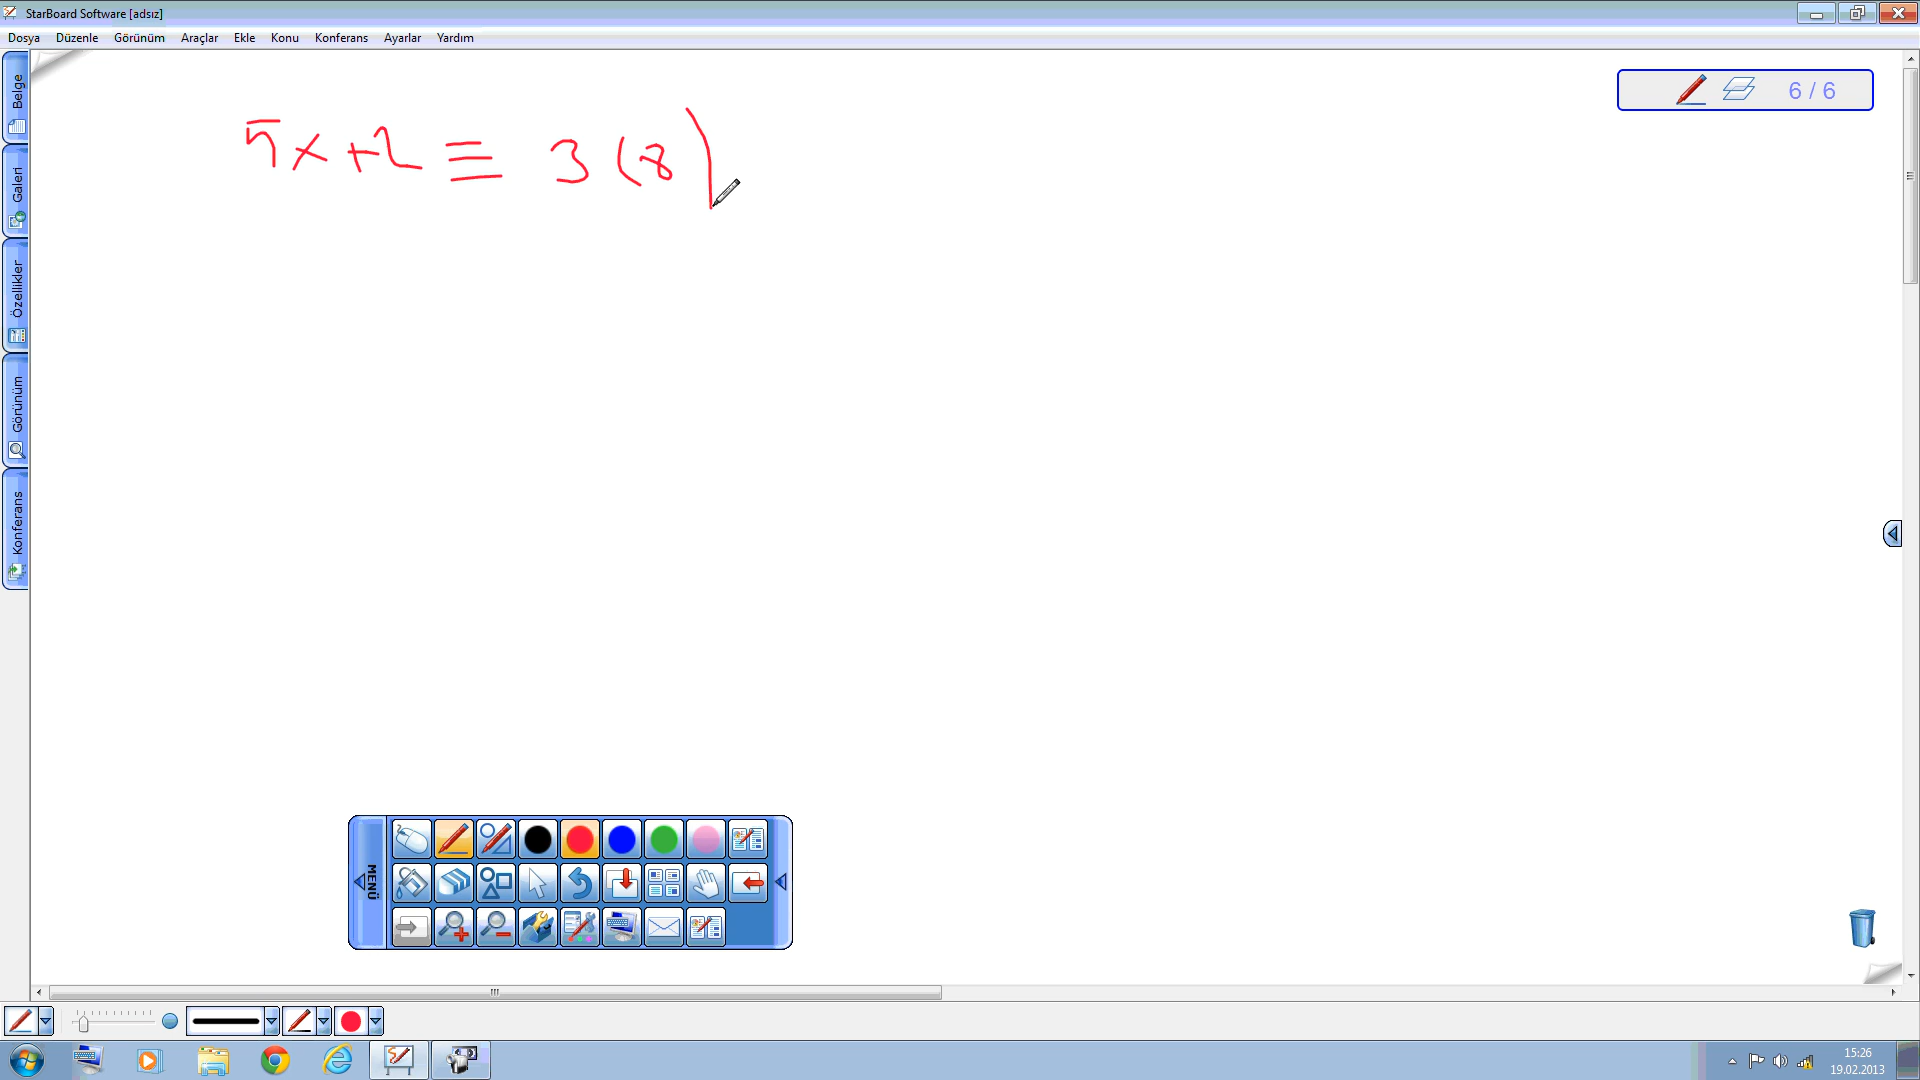 StarBoard Software [adsız]
Dosya Düzenle Görünüm Araçlar Ekle Konu Konferans Ayarlar Yardım
Belge
Galeri
Özellikler
Görünüm
Konferans
6 / 6
5x+2 ≡ 3 (8)
MENÜ
15:26
19.02.2013